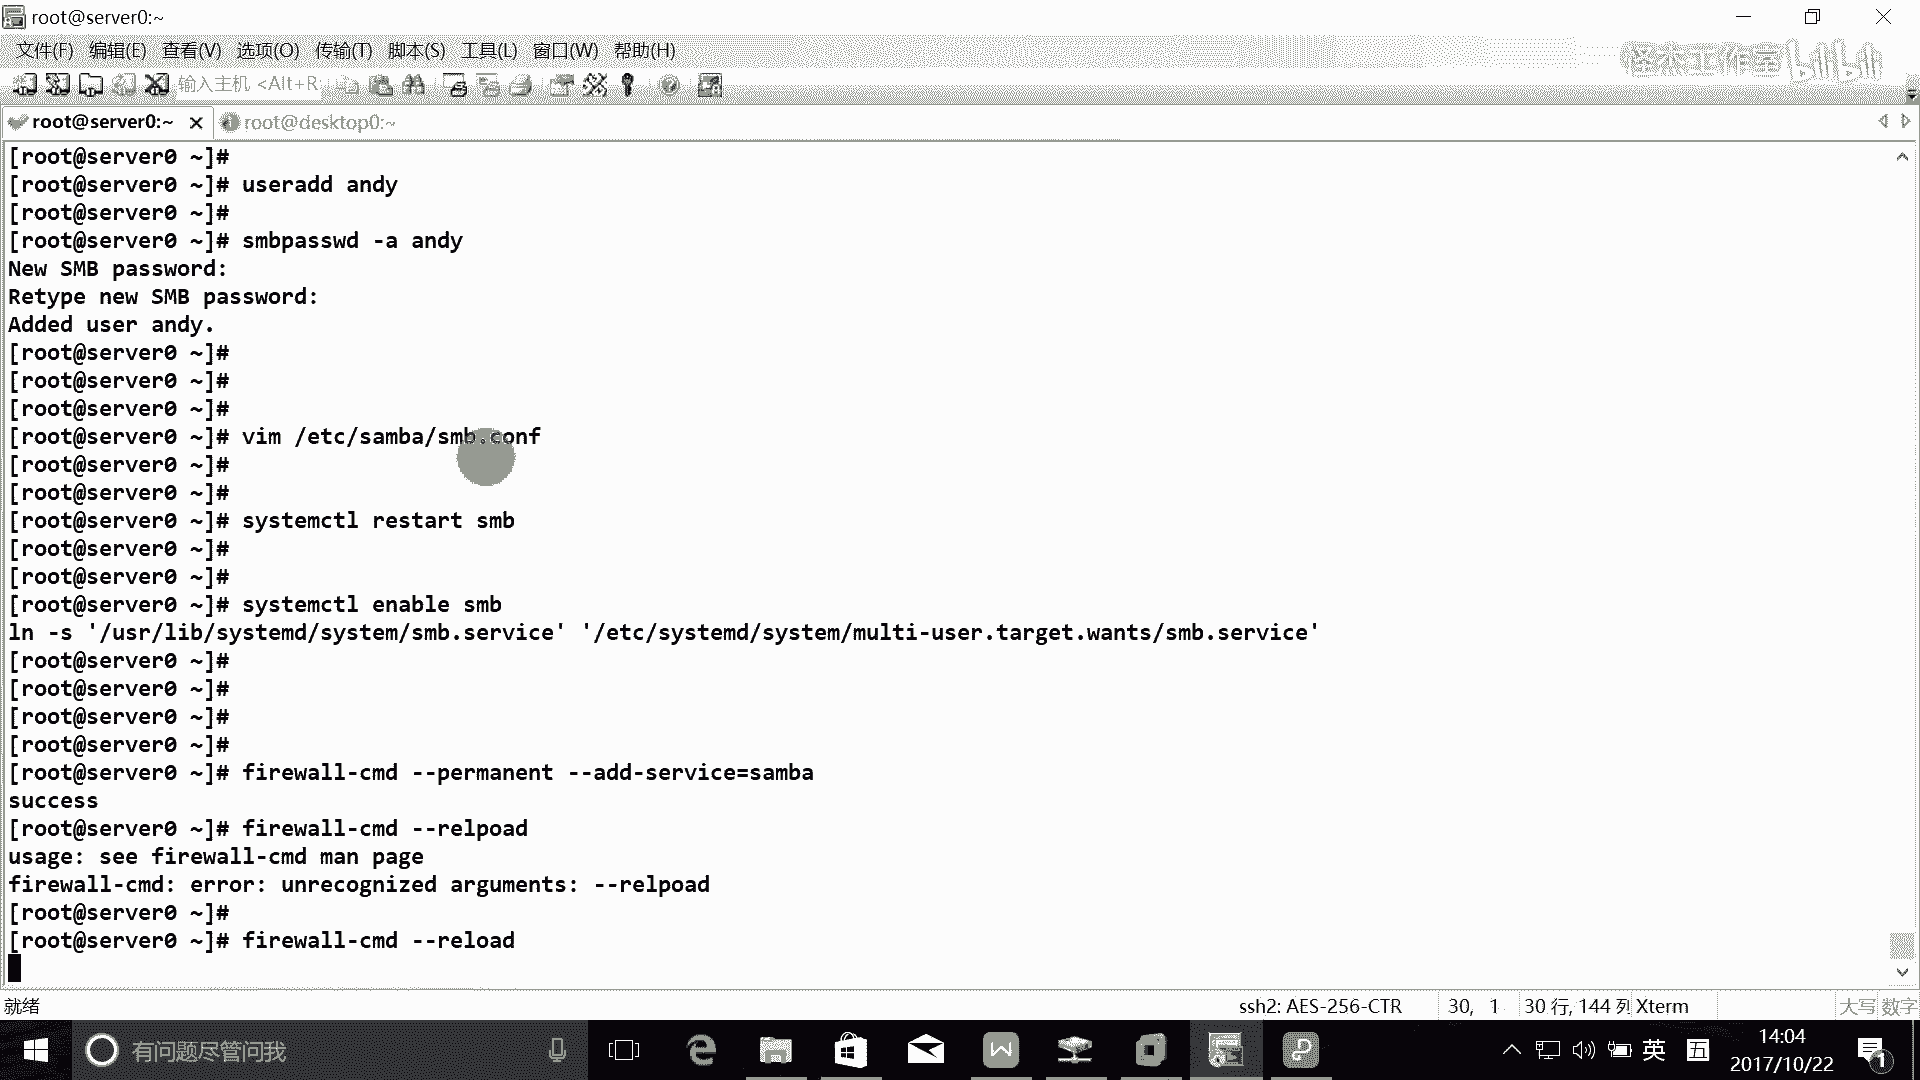 root@server0:~
文件(F) 编辑(E) 查看(V) 选项(O) 传输(T) 脚本(S) 工具(L) 窗口(W) 帮助(H)
怪杰工作室 bilibili
输入主机 <Alt+R
root@server0:~ root@desktop0:~
[root@server0 ~]#
[root@server0 ~]# useradd andy
[root@server0 ~]#
[root@server0 ~]# smbpasswd -a andy
New SMB password:
Retype new SMB password:
Added user andy.
[root@server0 ~]#
[root@server0 ~]#
[root@server0 ~]#
[root@server0 ~]# vim /etc/samba/smb.conf
[root@server0 ~]#
[root@server0 ~]#
[root@server0 ~]# systemctl restart smb
[root@server0 ~]#
[root@server0 ~]#
[root@server0 ~]# systemctl enable smb
ln -s '/usr/lib/systemd/system/smb.service' '/etc/systemd/system/multi-user.target.wants/smb.service'
[root@server0 ~]#
[root@server0 ~]#
[root@server0 ~]#
[root@server0 ~]#
[root@server0 ~]# firewall-cmd --permanent --add-service=samba
success
[root@server0 ~]# firewall-cmd --relpoad
usage: see firewall-cmd man page
firewall-cmd: error: unrecognized arguments: --relpoad
[root@server0 ~]#
[root@server0 ~]# firewall-cmd --reload
就绪 ssh2: AES-256-CTR 30, 1 30 行, 144 列 Xterm 大写 数字
有问题尽管问我 英 五 14:04
2017/10/22 1